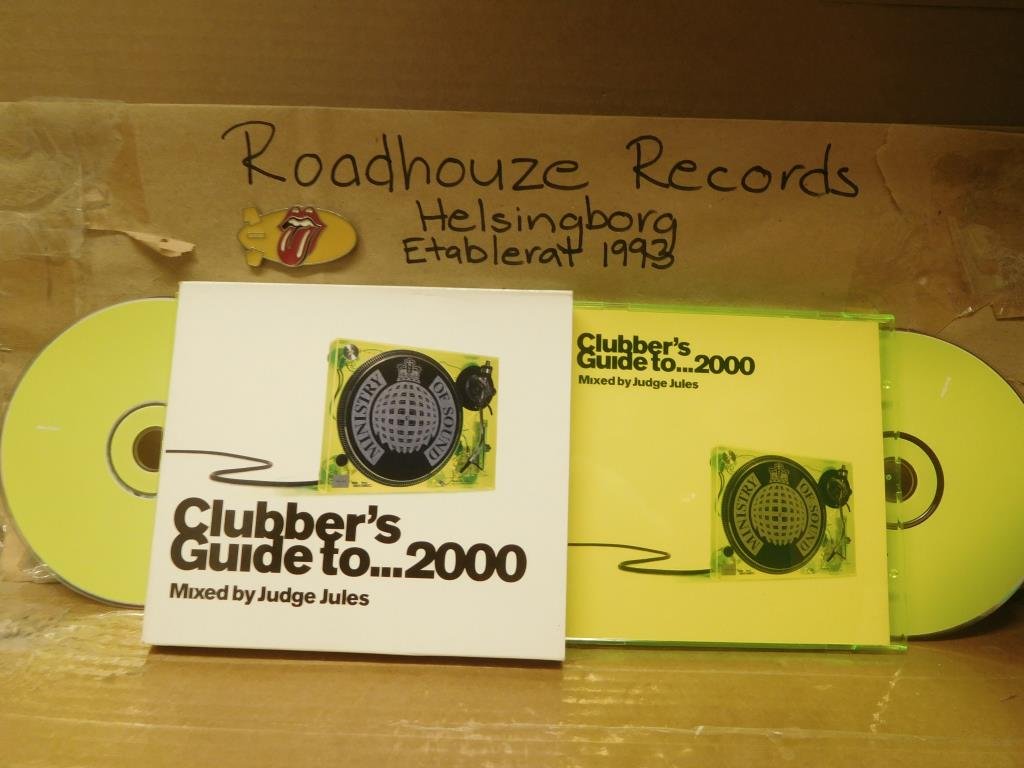 Roadhouze Records
Helsingborg
Etablerat 1993
MINISTRY OF SOUND
Clubber's
Guide to...2000
Mixed by Judge Jules
Clubber's
Guide to...2000
Mixed by Judge Jules
MINISTRY OF SOUND